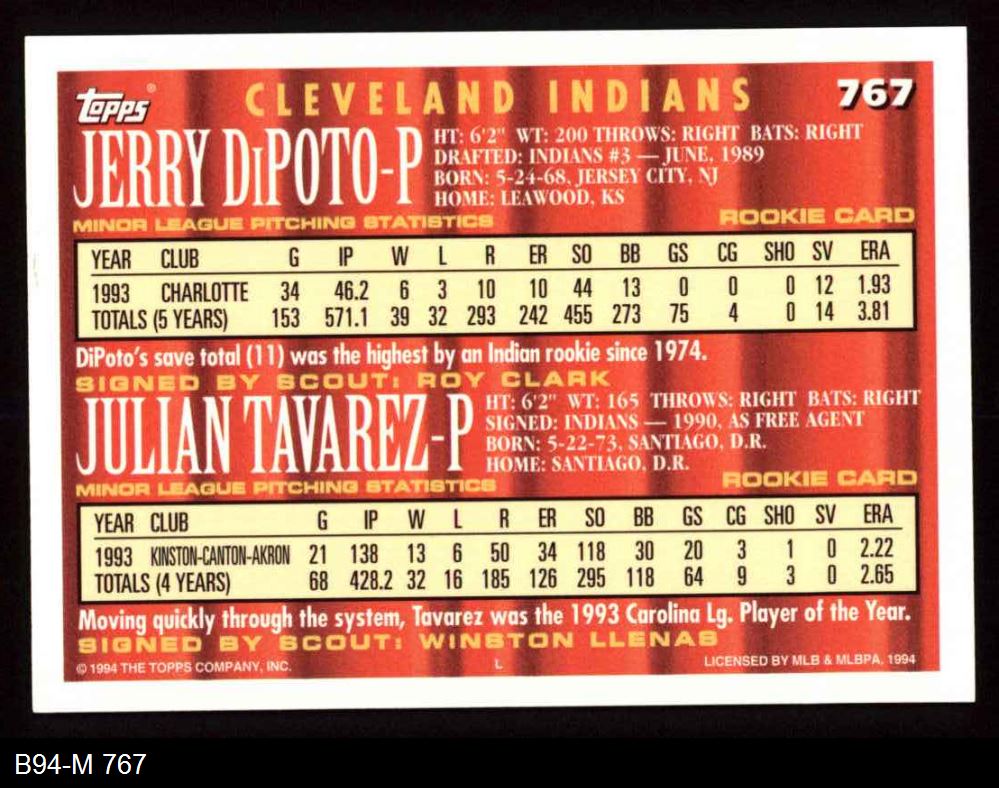 topps® CLEVELAND INDIANS 767
JERRY DiPOTO-P
HT: 6'2" WT: 200 THROWS: RIGHT BATS: RIGHT
DRAFTED: INDIANS #3 — JUNE, 1989
BORN: 5-24-68, JERSEY CITY, NJ
HOME: LEAWOOD, KS
MINOR LEAGUE PITCHING STATISTICS ROOKIE CARD
YEAR CLUB G IP W L R ER SO BB GS CG SHO SV ERA
1993 CHARLOTTE 34 46.2 6 3 10 10 44 13 0 0 0 12 1.93
TOTALS (5 YEARS) 153 571.1 39 32 293 242 455 273 75 4 0 14 3.81
DiPoto's save total (11) was the highest by an Indian rookie since 1974.
SIGNED BY SCOUT: ROY CLARK
JULIAN TAVAREZ-P
HT: 6'2" WT: 165 THROWS: RIGHT BATS: RIGHT
SIGNED: INDIANS — 1990, AS FREE AGENT
BORN: 5-22-73, SANTIAGO, D.R.
HOME: SANTIAGO, D.R.
MINOR LEAGUE PITCHING STATISTICS ROOKIE CARD
YEAR CLUB G IP W L R ER SO BB GS CG SHO SV ERA
1993 KINSTON-CANTON-AKRON 21 138 13 6 50 34 118 30 20 3 1 0 2.22
TOTALS (4 YEARS) 68 428.2 32 16 185 126 295 118 64 9 3 0 2.65
Moving quickly through the system, Tavarez was the 1993 Carolina Lg. Player of the Year.
SIGNED BY SCOUT: WINSTON LLENAS
© 1994 THE TOPPS COMPANY, INC. L LICENSED BY MLB & MLBPA, 1994
B94-M 767